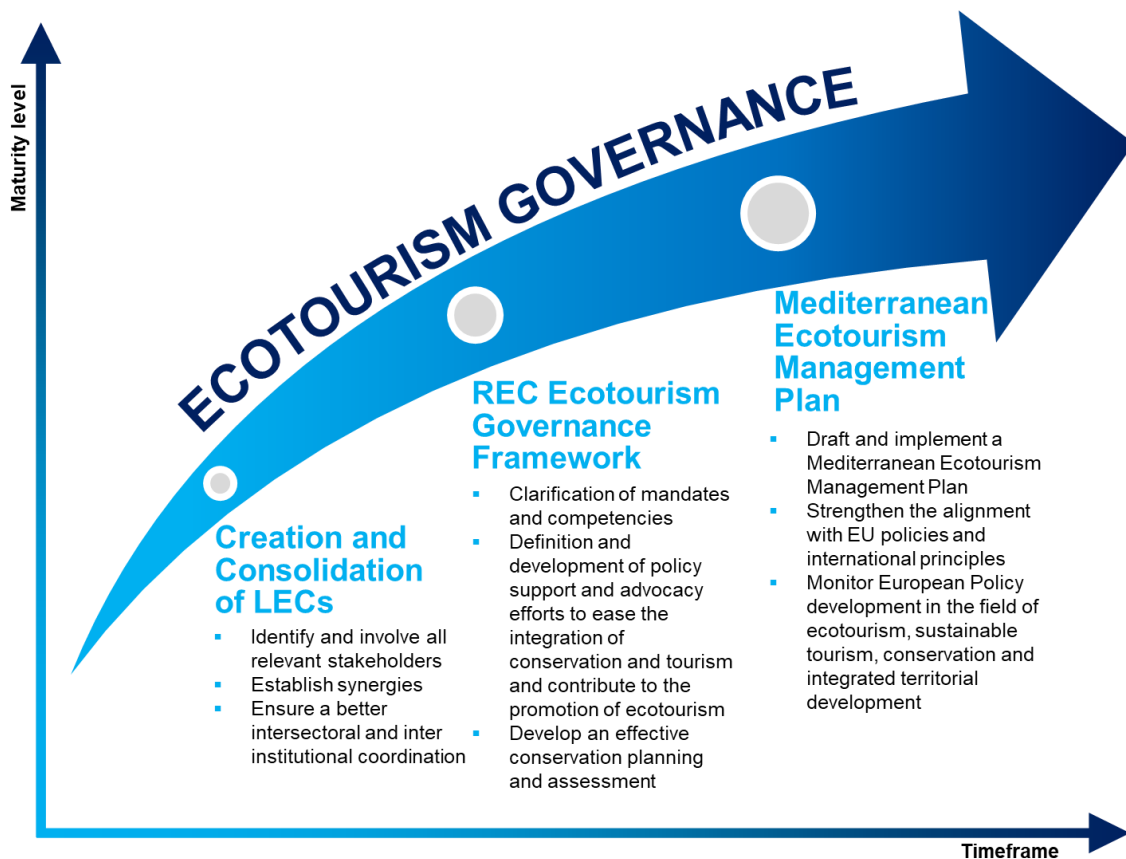 Maturity level
ECOTOURISM GOVERNANCE
Creation and
Consolidation
of LECs
▪ Identify and involve all
relevant stakeholders
▪ Establish synergies
▪ Ensure a better
intersectoral and inter
institutional coordination
REC Ecotourism
Governance
Framework
▪ Clarification of mandates
and competencies
▪ Definition and
development of policy
support and advocacy
efforts to ease the
integration of
conservation and tourism
and contribute to the
promotion of ecotourism
▪ Develop an effective
conservation planning
and assessment
Mediterranean
Ecotourism
Management
Plan
▪ Draft and implement a
Mediterranean Ecotourism
Management Plan
▪ Strengthen the alignment
with EU policies and
international principles
▪ Monitor European Policy
development in the field of
ecotourism, sustainable
tourism, conservation and
integrated territorial
development
Timeframe